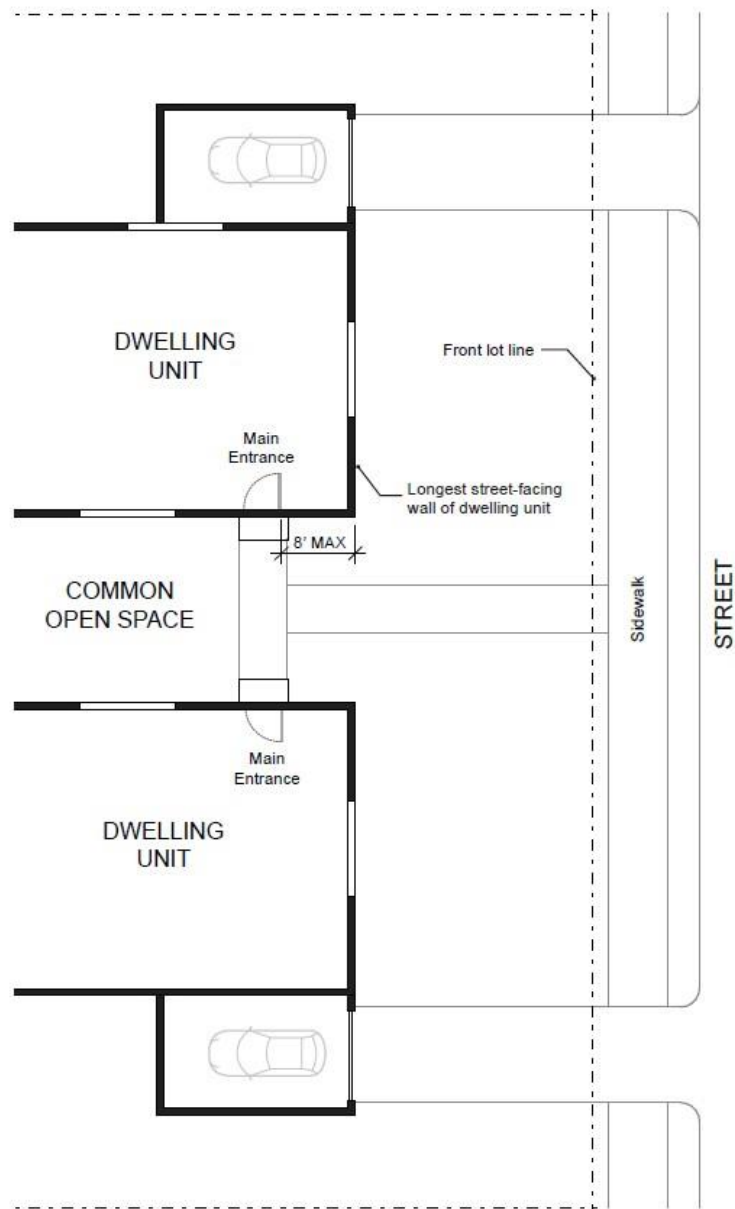 DWELLING
UNIT
Front lot line
Main
Entrance
Longest street-facing
wall of dwelling unit
8' MAX
COMMON
OPEN SPACE
Sidewalk
STREET
Main
Entrance
DWELLING
UNIT